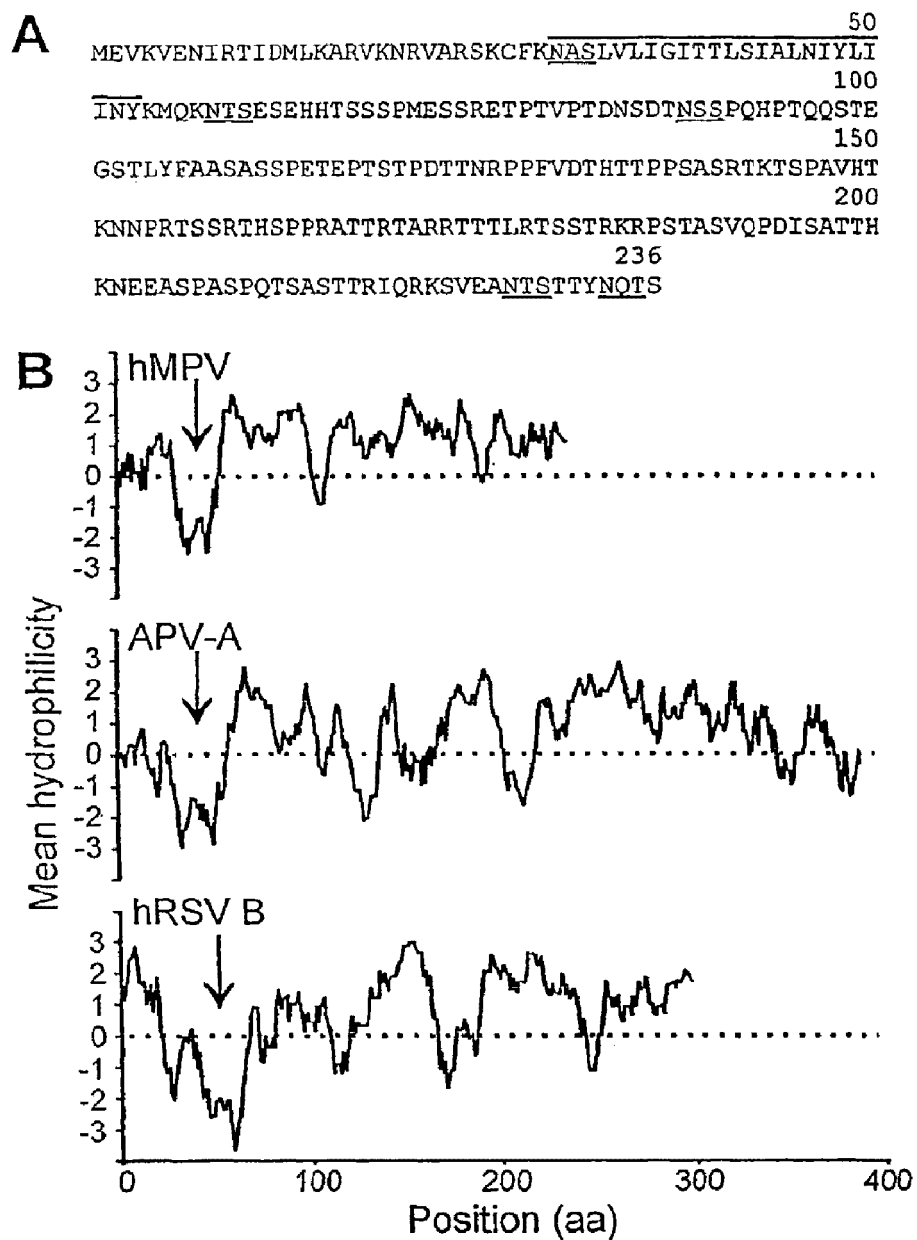 A
50
MEVKVENIRTIDMLKARVKNRVARSKCFKNASLVLIGITTLSIALNIYLI
100
INYKMQKNTSESEHHTSSSPMESSRETPTVPTDNSDTNSSPQHPTQQSTE
150
GSTLYFAASASSPETEPTSTPDTTNRPPFVDTHTTPPSASRTKTSPAVHT
200
KNNPRTSSRTHSPPRATTRTARRTTTLRTSSTRKRPSTASVQPDISATTH
236
KNEEASPASPQTSASTTRIQRKSVEANTSTTYNQTS
B
hMPV
3
2
1
0
-1
-2
-3
APV-A
3
2
1
0
-1
-2
-3
hRSV B
3
2
1
0
-1
-2
-3
Mean hydrophilicity
0 100 200 300 400
Position (aa)